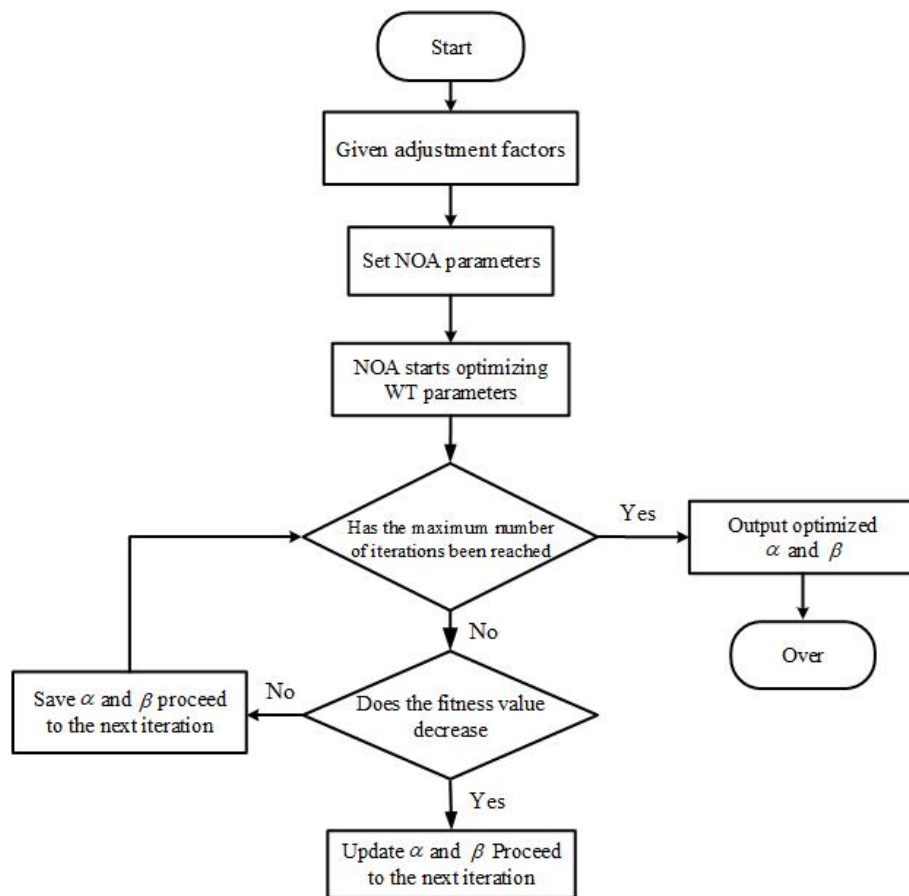 Start
Given adjustment factors
Set NOA parameters
NOA starts optimizing
WT parameters
Has the maximum number
of iterations been reached
Yes
Output optimized
α and β
Over
No
Does the fitness value
decrease
No
Save α and β proceed
to the next iteration
Yes
Update α and β Proceed
to the next iteration